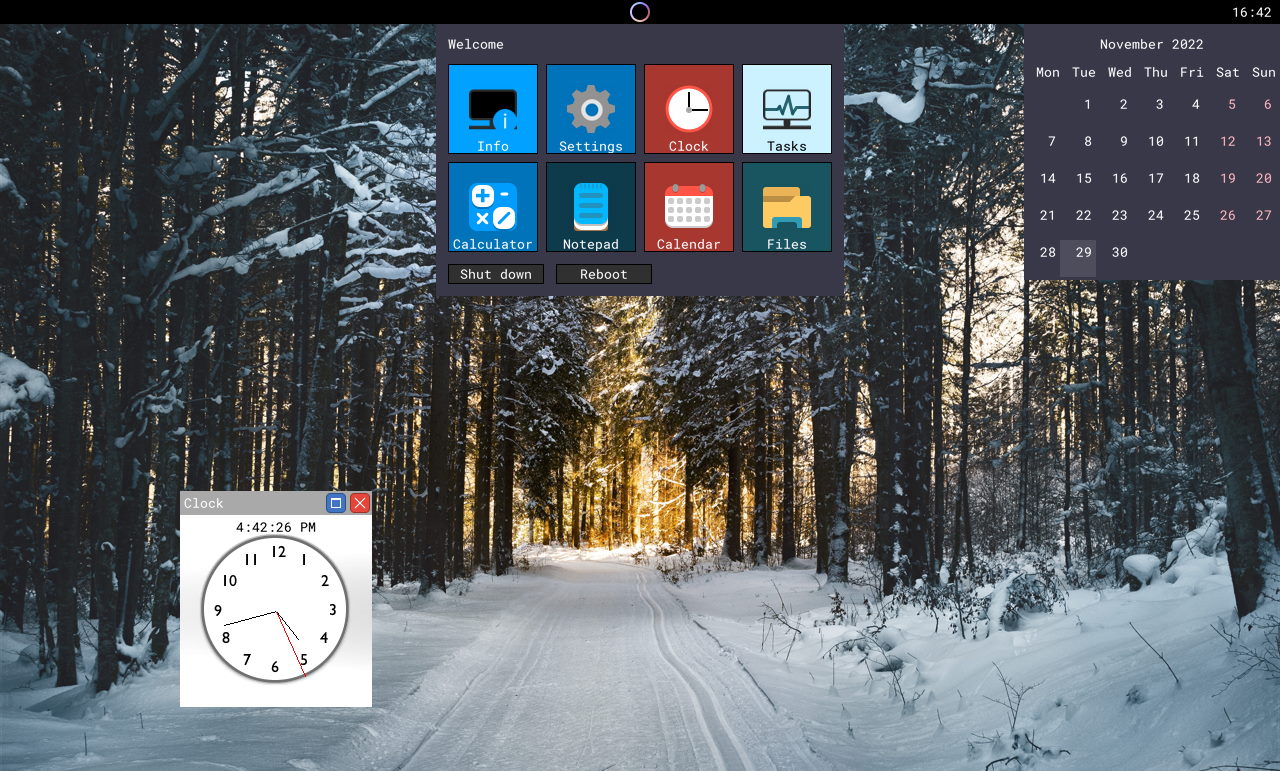 16:42
Welcome
Info Settings Clock Tasks
Calculator Notepad Calendar Files
Shut down Reboot
November 2022
Mon Tue Wed Thu Fri Sat Sun
1 2 3 4 5 6
7 8 9 10 11 12 13
14 15 16 17 18 19 20
21 22 23 24 25 26 27
28 29 30
Clock
4:42:26 PM
12
11 1
10 2
9 3
8 4
7 5
6